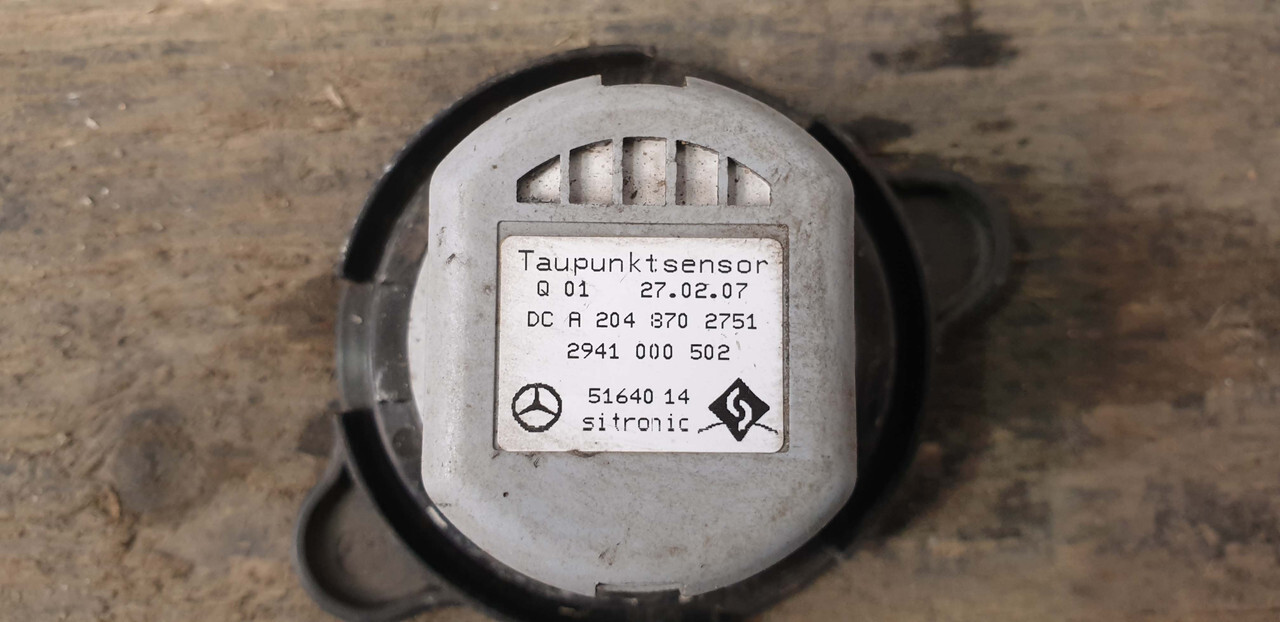 Taupunktsensor
Q 01 27.02.07
DC A 204 870 2751
2941 000 502
51640 14
sitronic